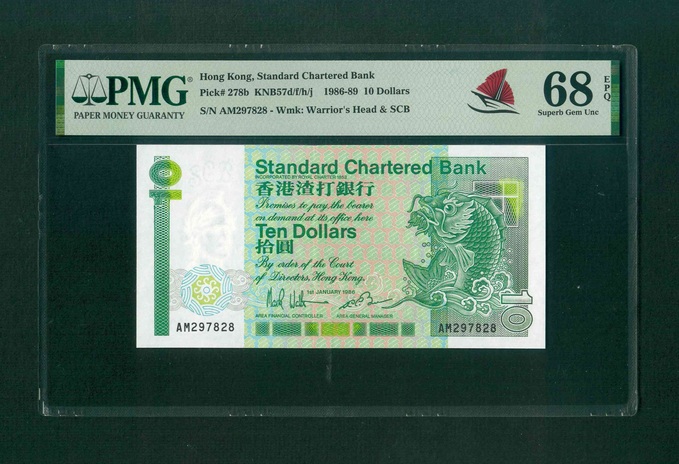 PMG
PAPER MONEY GUARANTY
Hong Kong, Standard Chartered Bank
Pick# 278b KNB57d/f/h/j 1986-89 10 Dollars
S/N AM297828 - Wmk: Warrior's Head & SCB
68
EPQ
Superb Gem Unc
10
Standard Chartered Bank
INCORPORATED BY ROYAL CHARTER 1853
香港渣打銀行
Promises to pay the bearer
on demand at its office here
Ten Dollars
拾圓
By order of the Court
of Directors, Hong Kong.
1st JANUARY 1986
AREA FINANCIAL CONTROLLER AREA GENERAL MANAGER
AM297828
AM297828
10